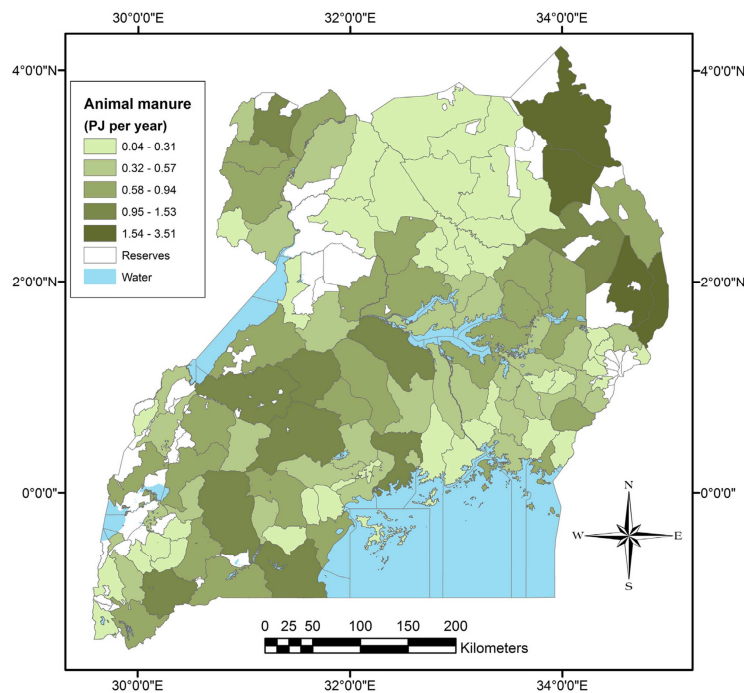 30°0'0"E 32°0'0"E 34°0'0"E
4°0'0"N 4°0'0"N
Animal manure
(PJ per year)
0.04 - 0.31
0.32 - 0.57
0.58 - 0.94
0.95 - 1.53
1.54 - 3.51
Reserves
Water
2°0'0"N 2°0'0"N
0°0'0" 0°0'0"
N
W E
S
0 25 50 100 150 200
Kilometers
30°0'0"E 32°0'0"E 34°0'0"E